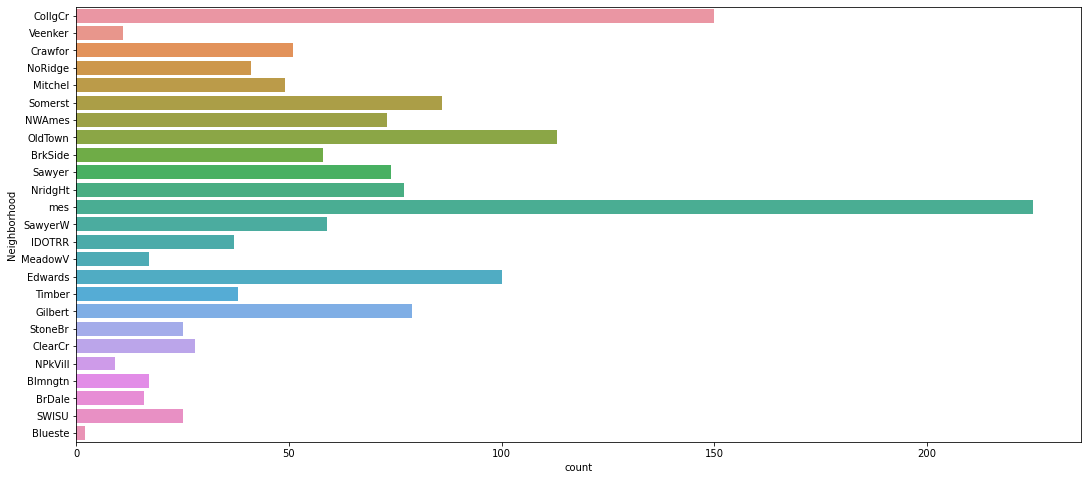 Neighborhood
CollgCr
Veenker
Crawfor
NoRidge
Mitchel
Somerst
NWAmes
OldTown
BrkSide
Sawyer
NridgHt
mes
SawyerW
IDOTRR
MeadowV
Edwards
Timber
Gilbert
StoneBr
ClearCr
NPkVill
Blmngtn
BrDale
SWISU
Blueste
0 50 100 150 200
count